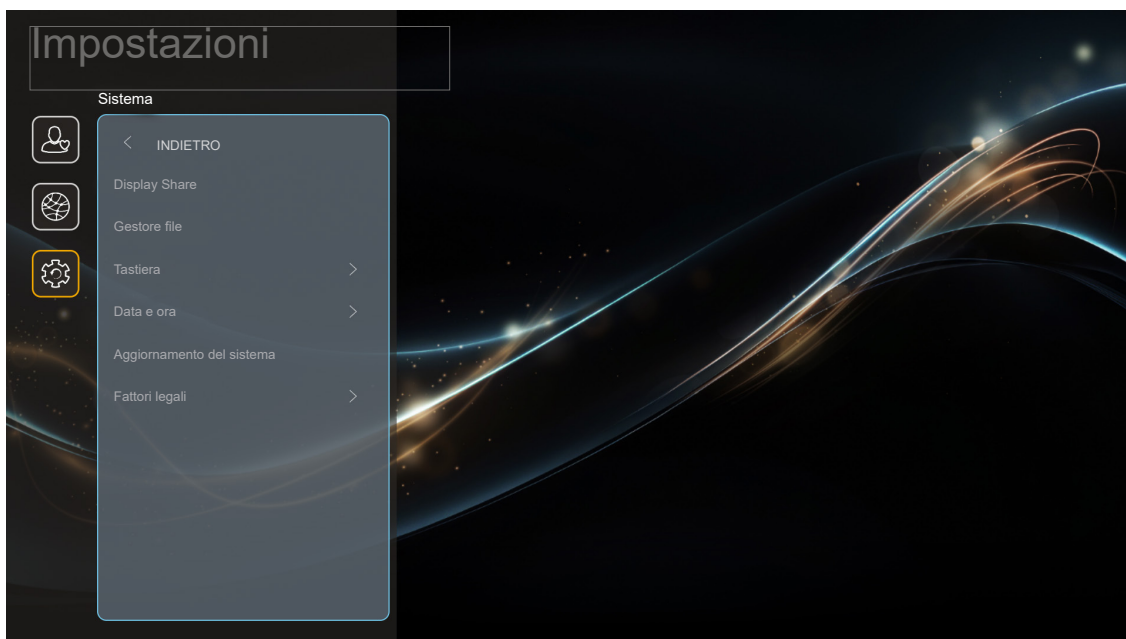 Impostazioni
Sistema
INDIETRO
Display Share
Gestore file
Tastiera
Data e ora
Aggiornamento del sistema
Fattori legali